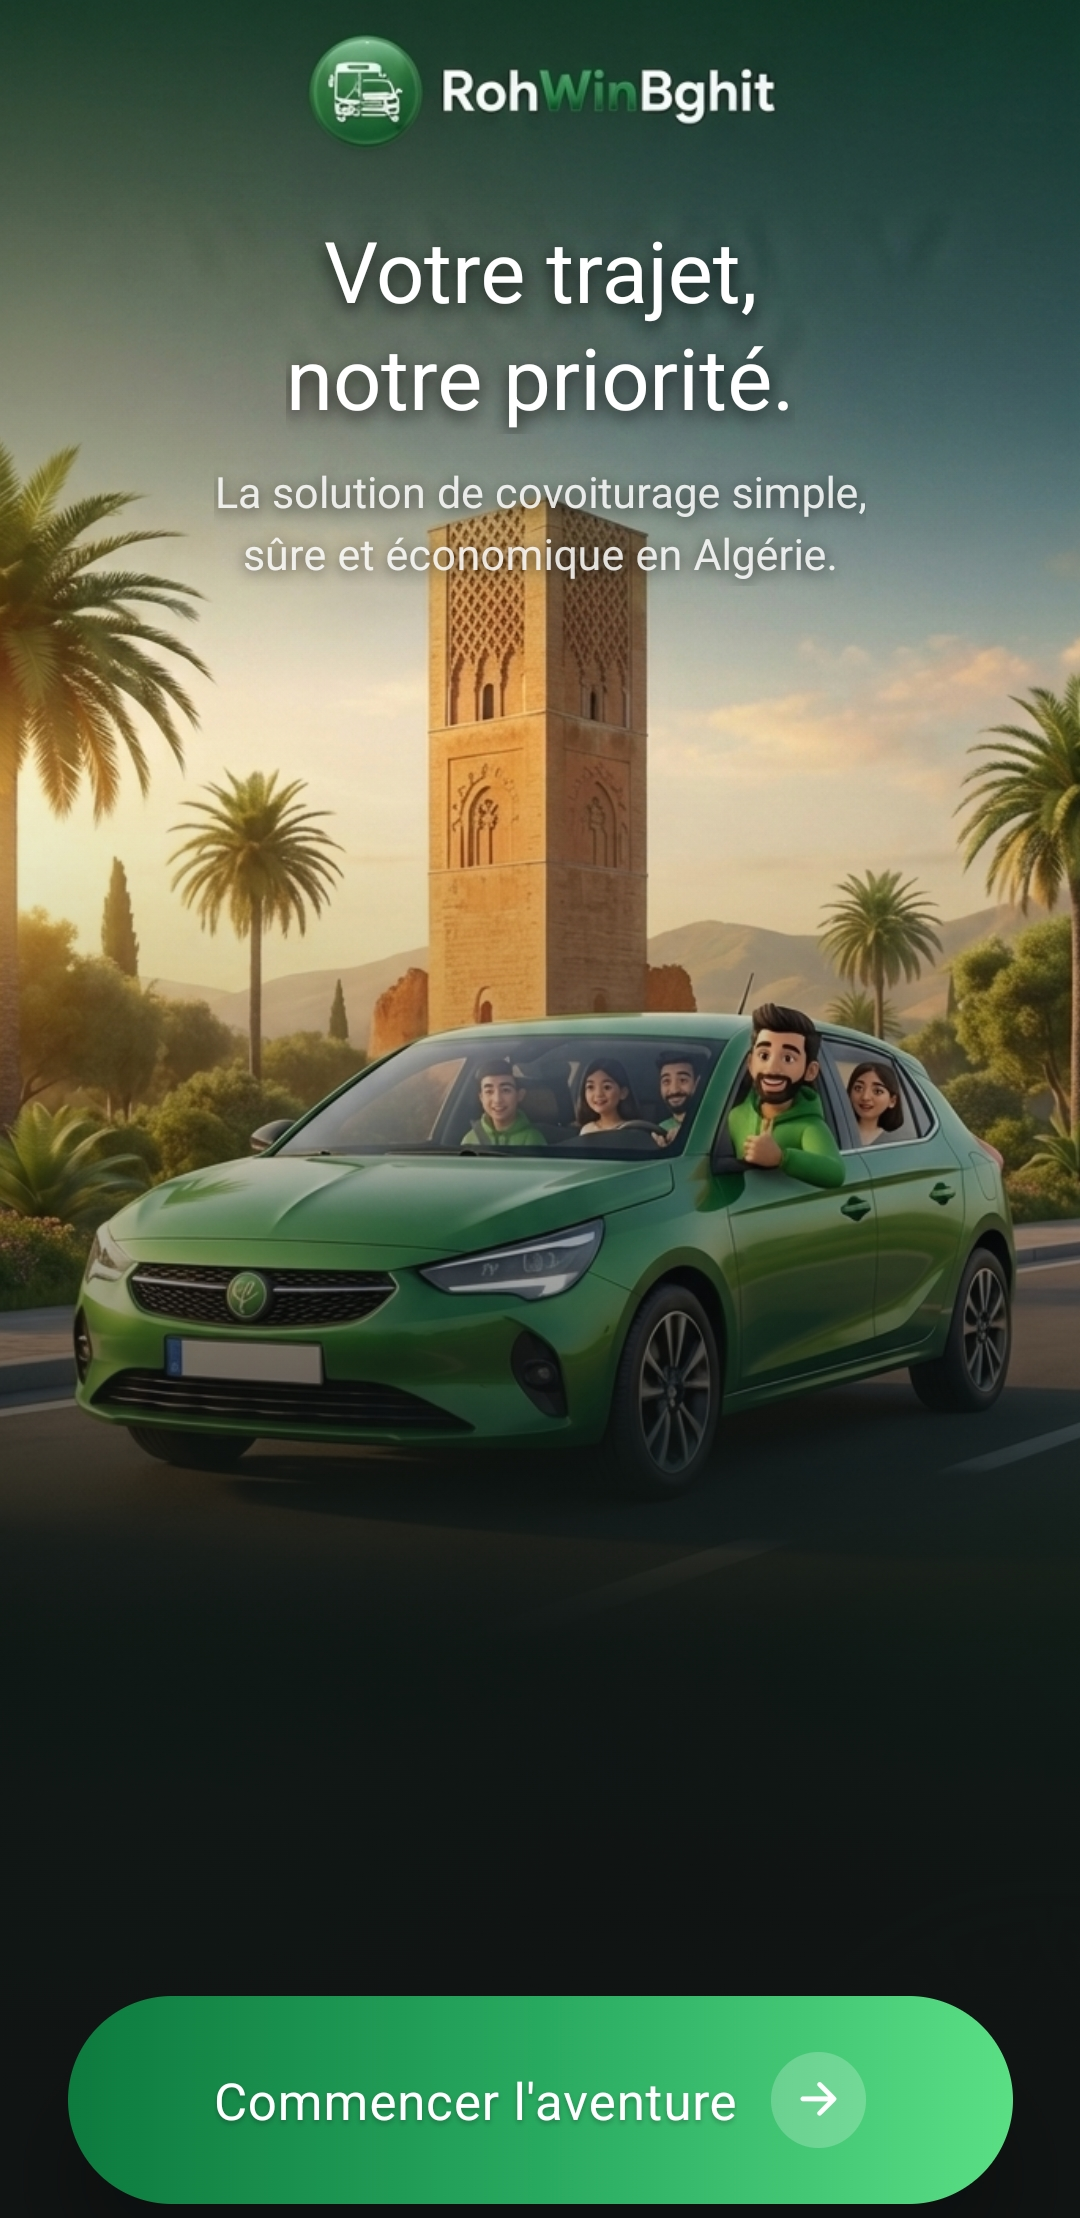 RohWinBghit
Votre trajet,
notre priorité.
La solution de covoiturage simple,
sûre et économique en Algérie.
Commencer l'aventure